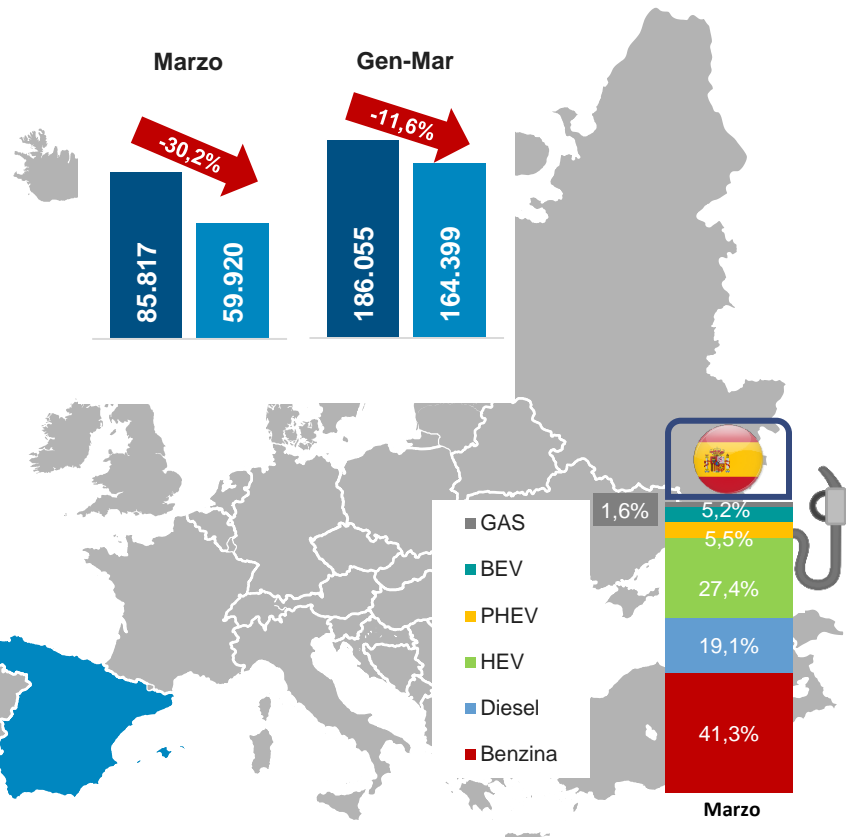 Marzo
Gen-Mar
-30,2%
-11,6%
85.817
59.920
186.055
164.399
GAS
BEV
PHEV
HEV
Diesel
Benzina
1,6%
5,2%
5,5%
27,4%
19,1%
41,3%
Marzo